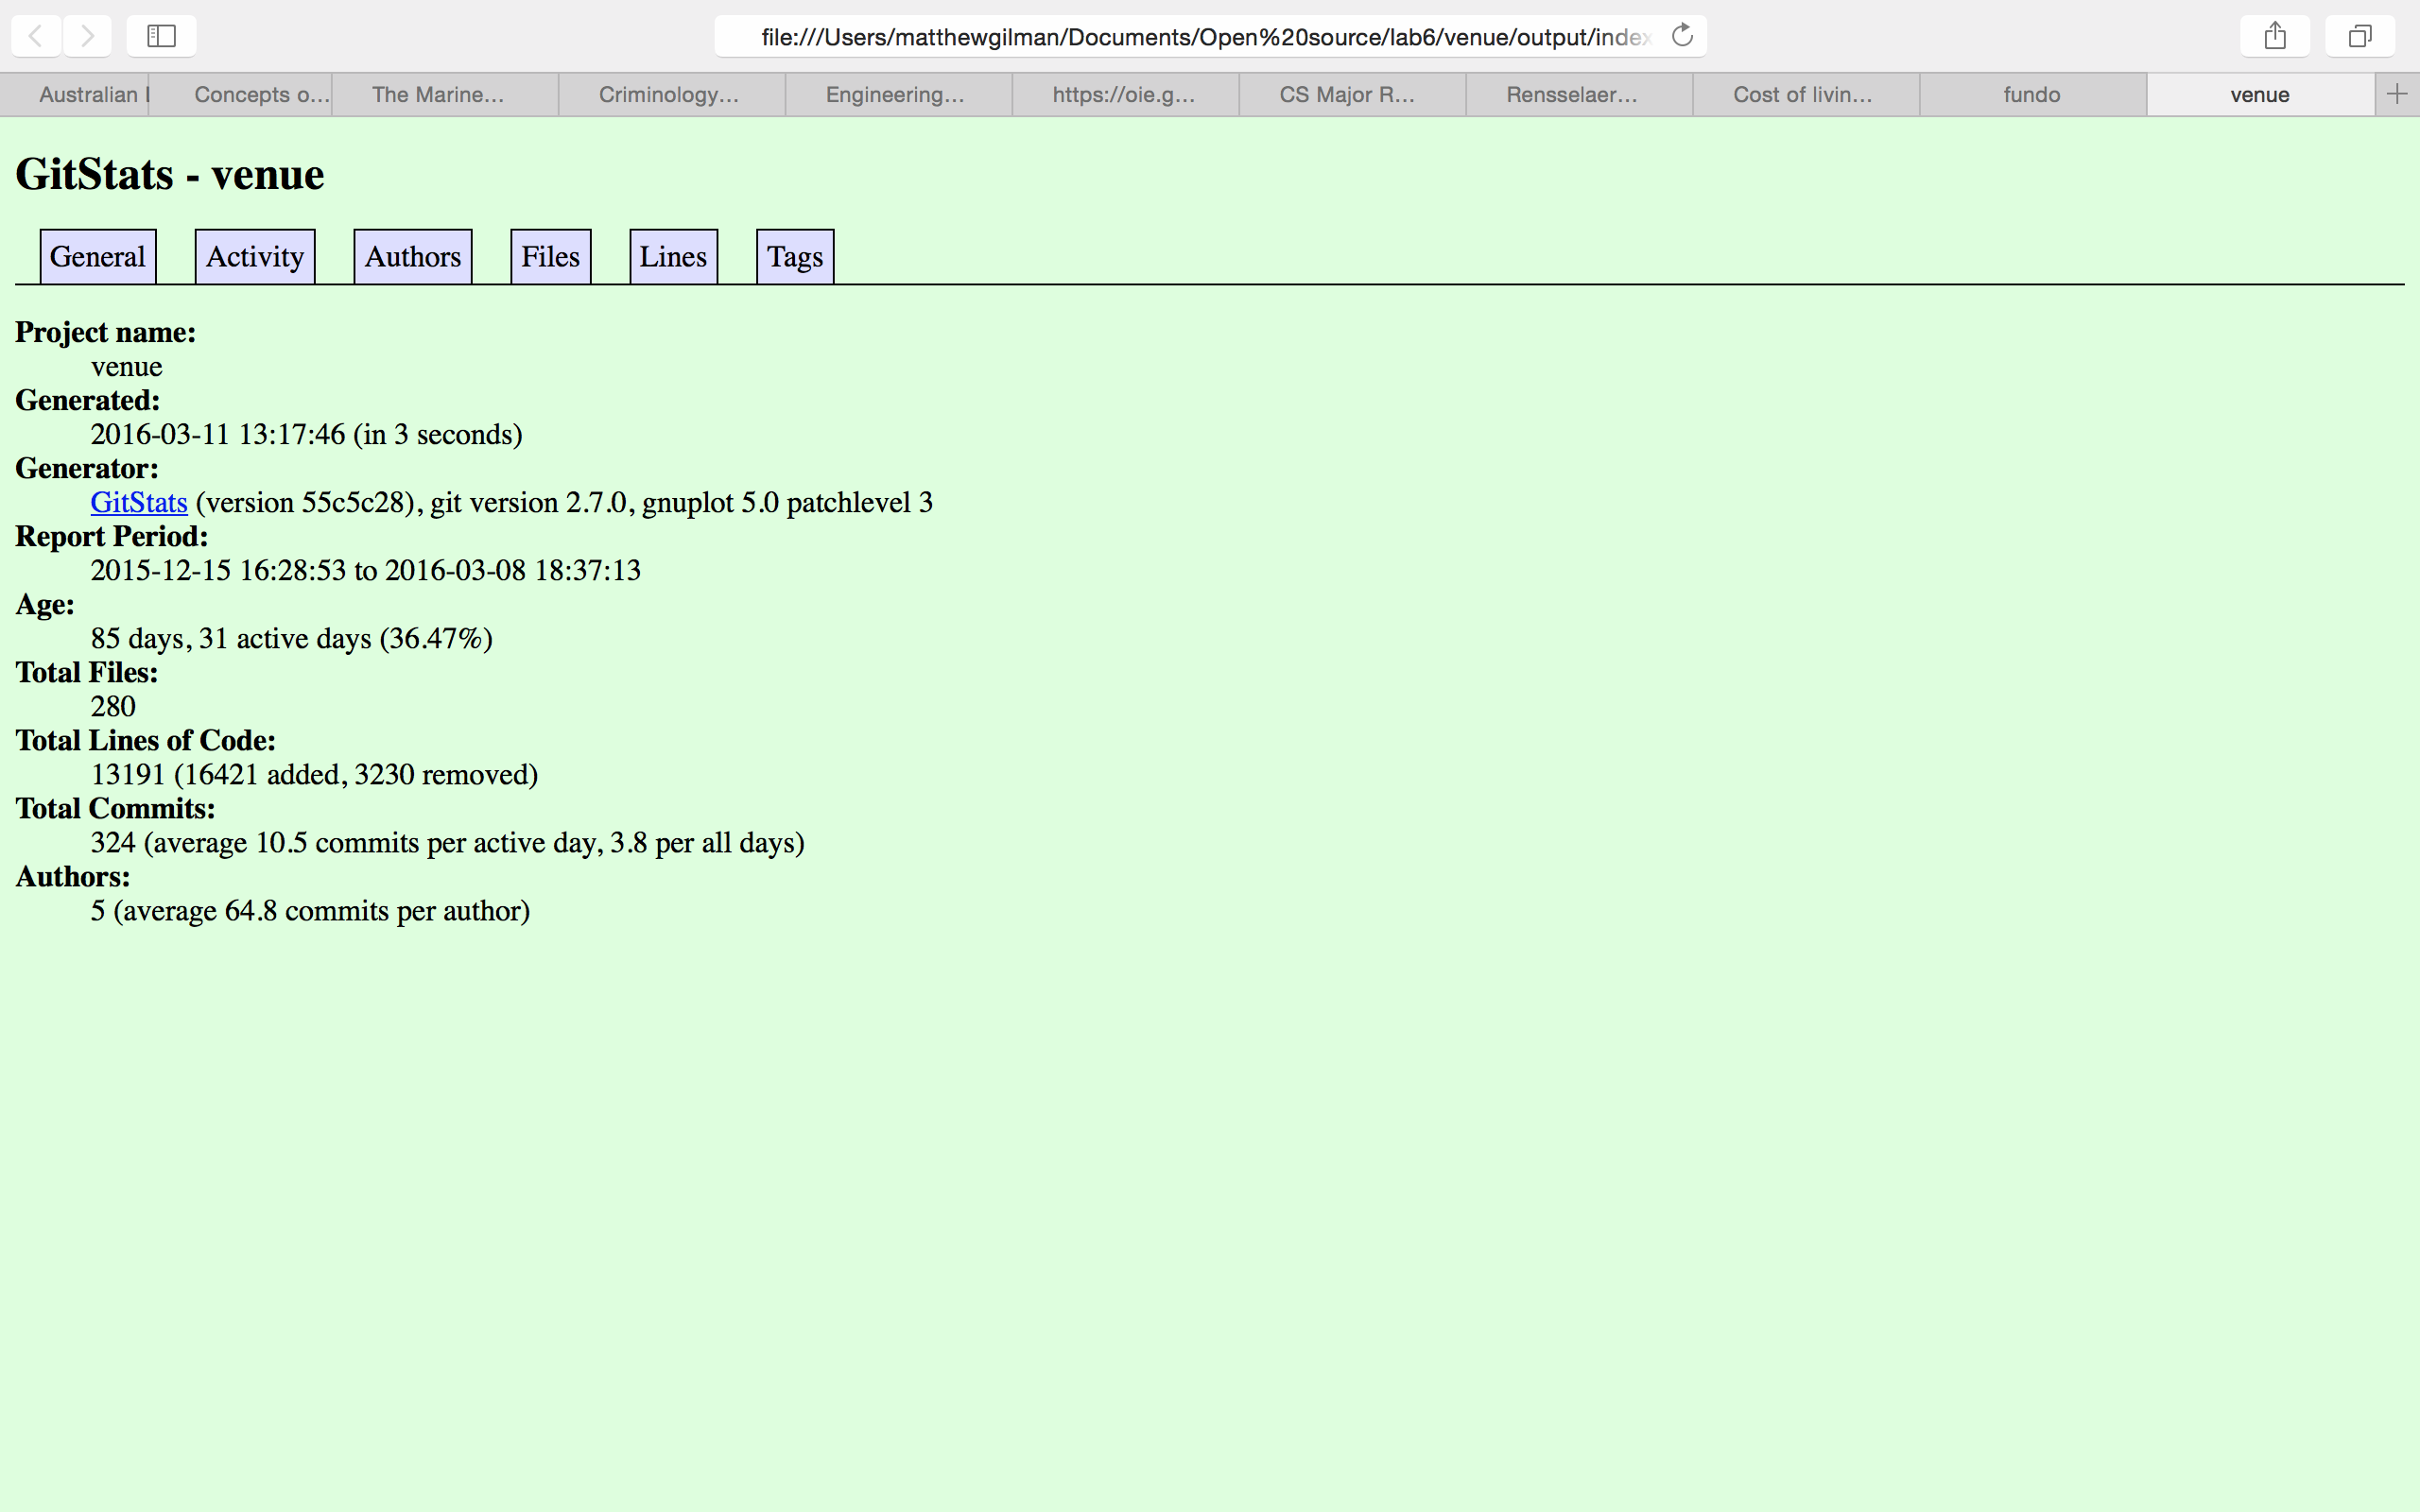 file:///Users/matthewgilman/Documents/Open%20source/lab6/venue/output/index
Australian Concepts o... The Marine... Criminology... Engineering... https://oie.g... CS Major R... Rensselaer... Cost of livin... fundo venue
GitStats - venue
General Activity Authors Files Lines Tags
Project name:
venue
Generated:
2016-03-11 13:17:46 (in 3 seconds)
Generator:
GitStats (version 55c5c28), git version 2.7.0, gnuplot 5.0 patchlevel 3
Report Period:
2015-12-15 16:28:53 to 2016-03-08 18:37:13
Age:
85 days, 31 active days (36.47%)
Total Files:
280
Total Lines of Code:
13191 (16421 added, 3230 removed)
Total Commits:
324 (average 10.5 commits per active day, 3.8 per all days)
Authors:
5 (average 64.8 commits per author)